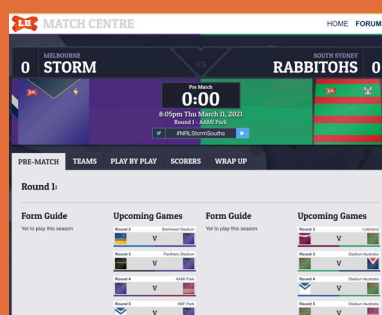 LU MATCH CENTRE
HOME FORUM
MELBOURNE
0 STORM
VS
SOUTH SYDNEY
RABBITOHS 0
Pre Match
0:00
8:05pm Thu March 11, 2021
Round 1 - AAMI Park
#NRLStormSouths
PRE-MATCH TEAMS PLAY BY PLAY SCORERS WRAP UP
Round 1:
Form Guide Upcoming Games Form Guide Upcoming Games
Yet to play this season
Round 2 Bankwest Stadium
V
Round 3 Panthers Stadium
V
Round 4 AAMI Park
V
Round 5 HBF Park
V
Yet to play this season
Round 2 Lottoland
V
Round 3 Stadium Australia
V
Round 4 Stadium Australia
V
Round 5 Stadium Australia
V